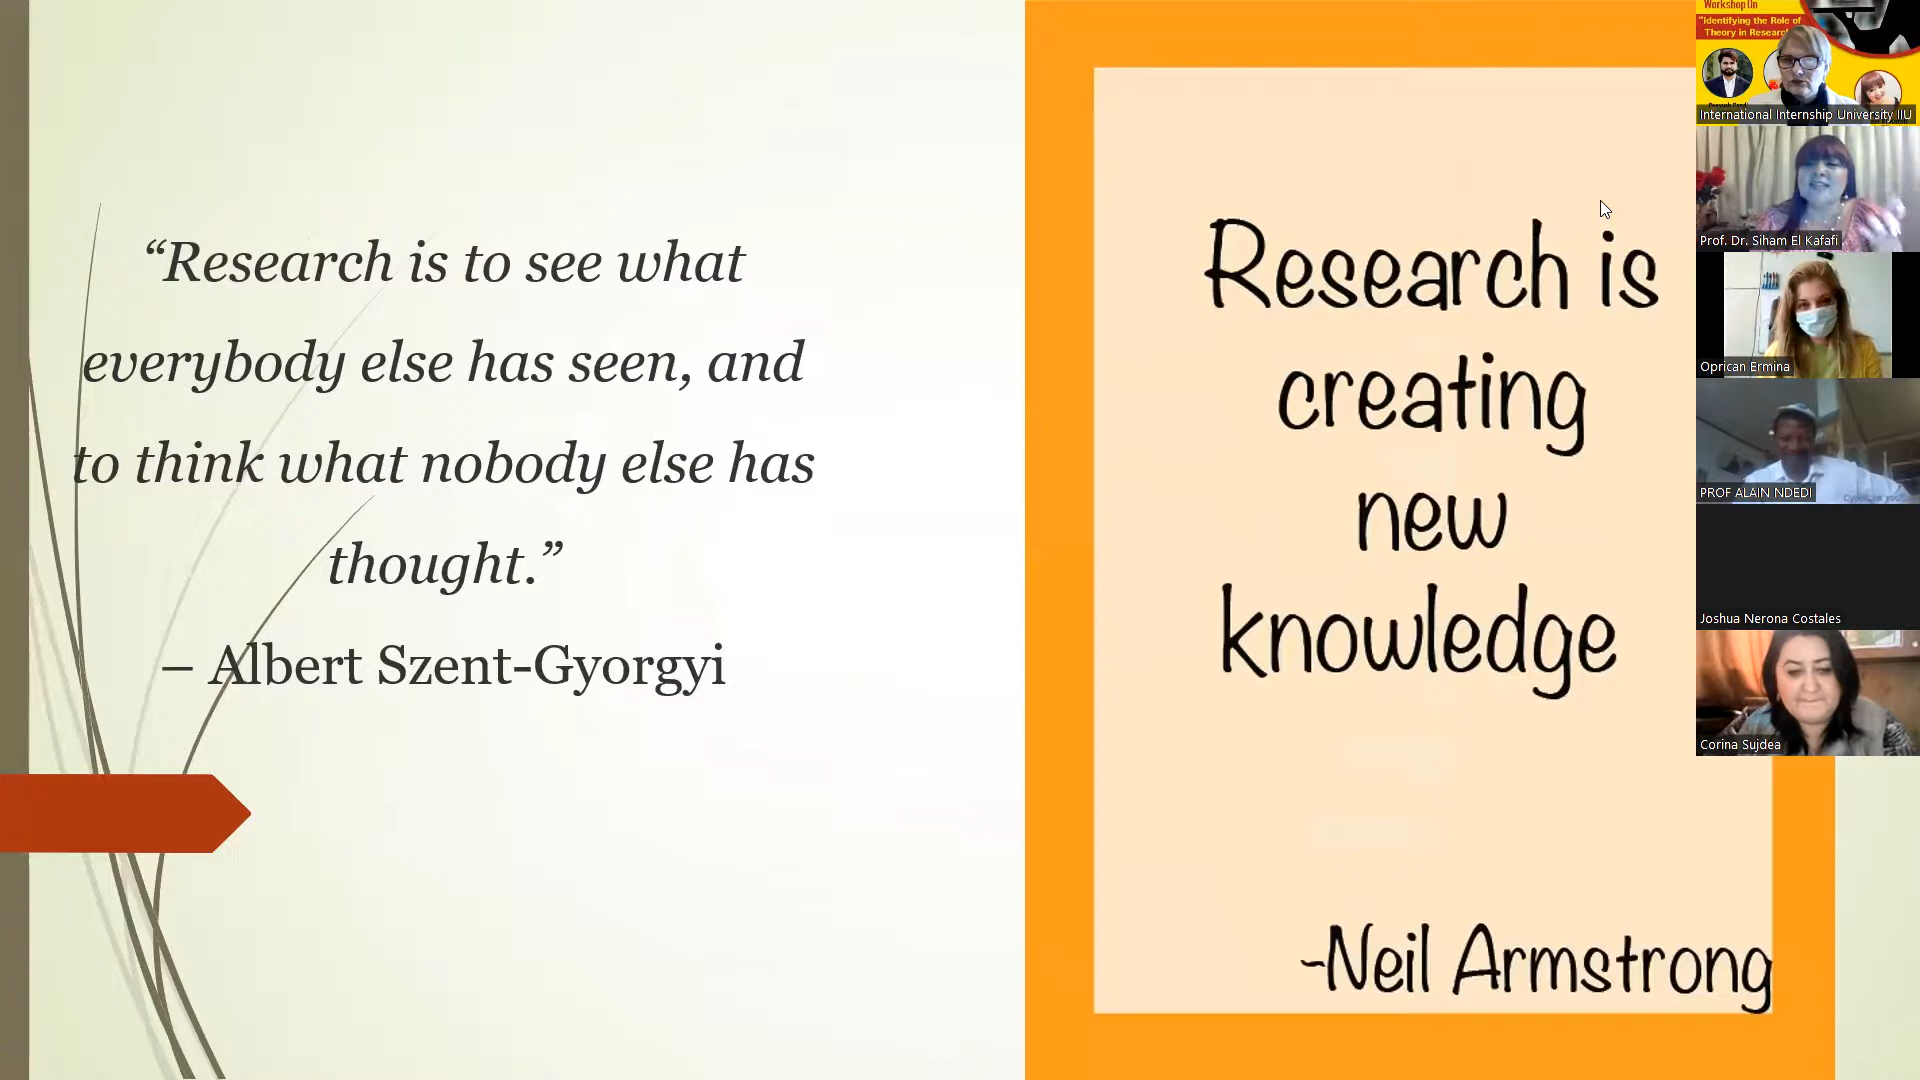 “Research is to see what
everybody else has seen, and
to think what nobody else has
thought.”
– Albert Szent-Gyorgyi
Research is
creating
new
knowledge
-Neil Armstrong
Workshop On
"Identifying the Role of
Theory in Research
International Internship University IIU
Prof. Dr. Siham El Kafafi
Oprican Ermina
PROF ALAIN NDEDI
Joshua Nerona Costales
Corina Sujdea